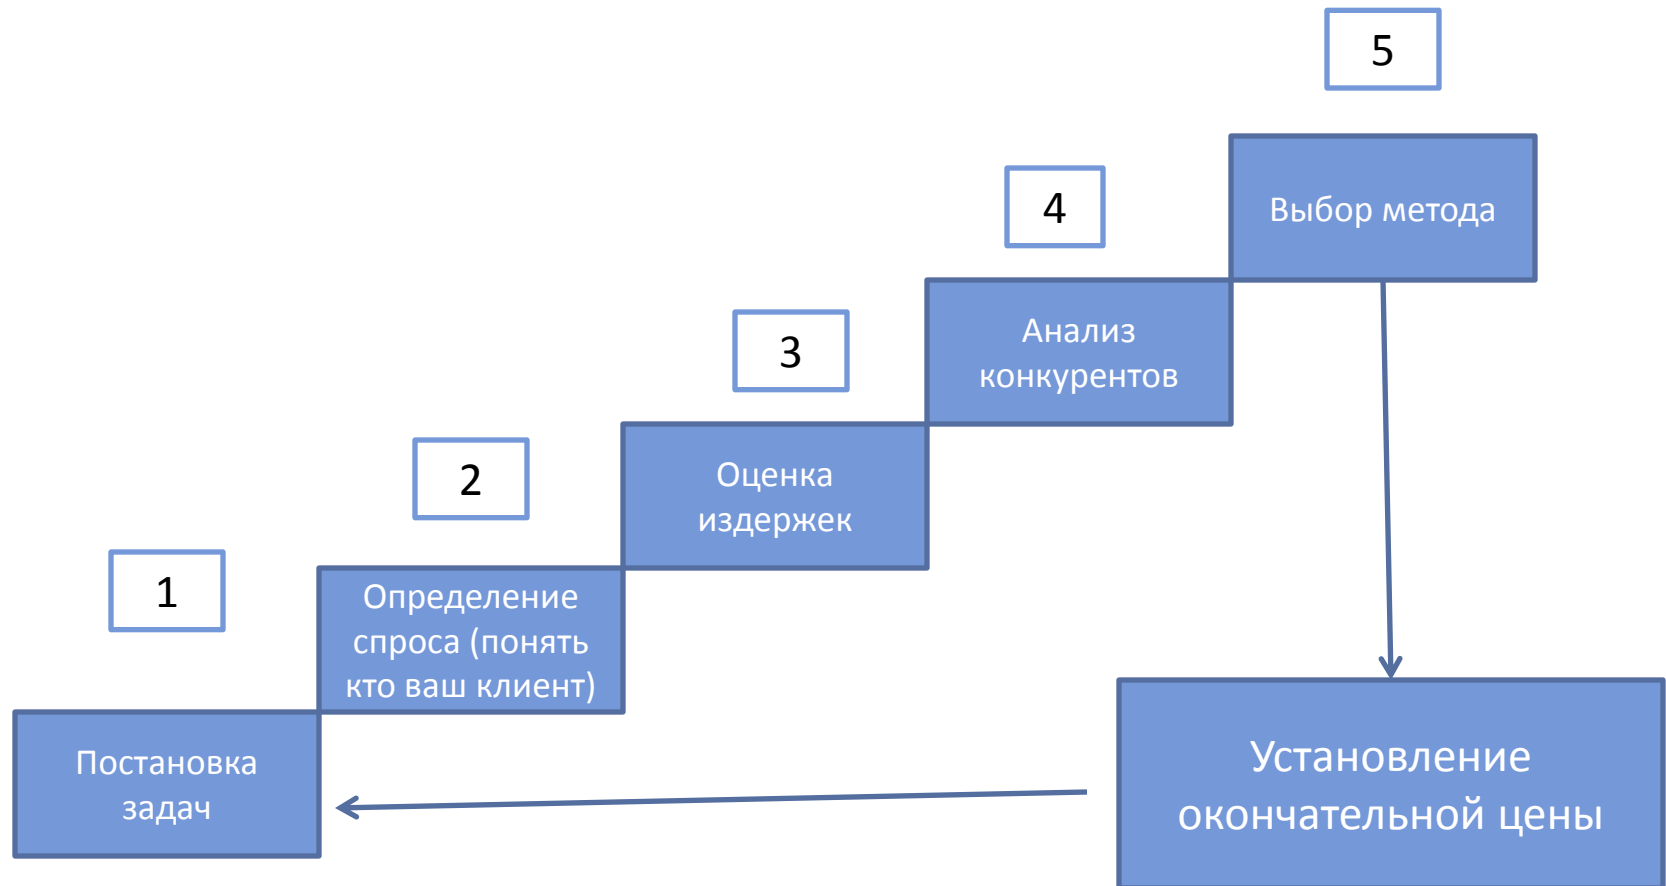 5
4
Выбор метода
3
Анализ
конкурентов
2
Оценка
издержек
1
Определение
спроса (понять
кто ваш клиент)
Постановка
задач
Установление
окончательной цены